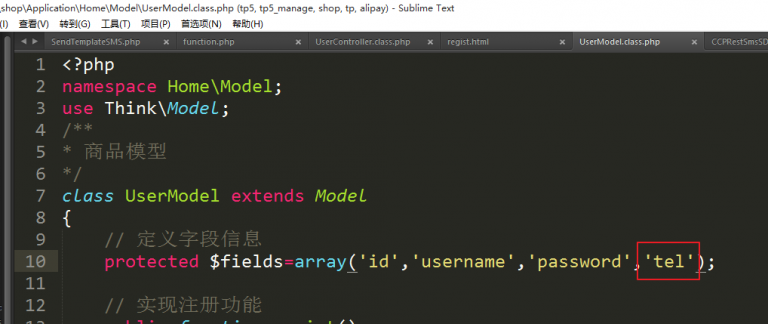 \shop\Application\Home\Model\UserModel.class.php (tp5, tp5_manage, shop, tp, alipay) - Sublime Text
(I) 查看(V) 转到(G) 工具(T) 项目(P) 首选项(N) 帮助(H)
SendTemplateSMS.php function.php UserController.class.php regist.html UserModel.class.php CCPRestSmsSD
1 <?php
2 namespace Home\Model;
3 use Think\Model;
4 /**
5 * 商品模型
6 */
7 class UserModel extends Model
8 {
9 // 定义字段信息
10 protected $fields=array('id','username','password','tel');
11
12 // 实现注册功能